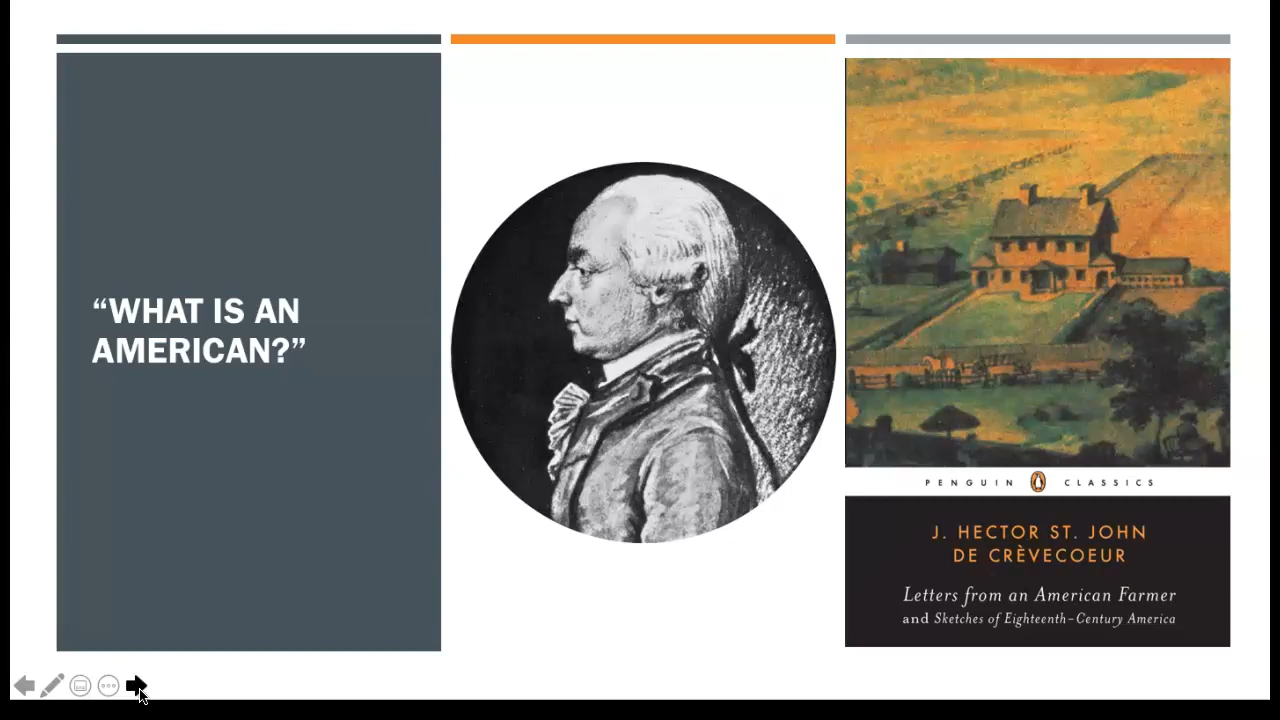 “WHAT IS AN
AMERICAN?”
PENGUIN CLASSICS
J. HECTOR ST. JOHN
DE CRÈVECOEUR
Letters from an American Farmer
and Sketches of Eighteenth-Century America